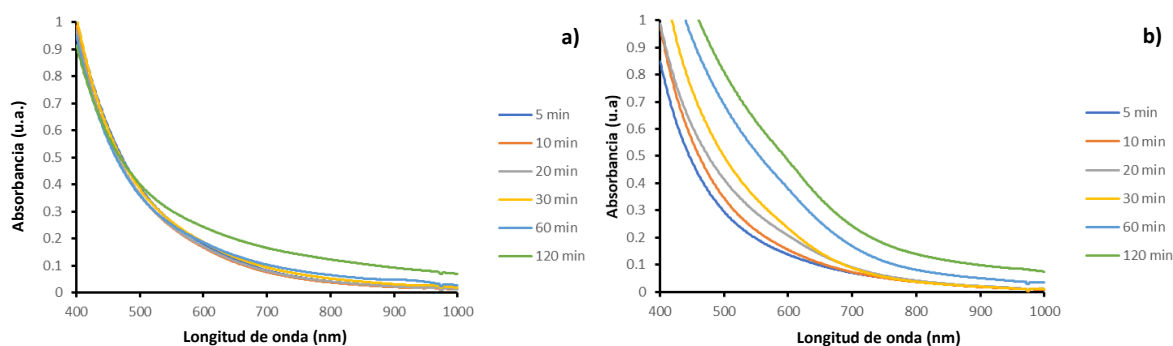 a)
Absorbancia (u.a.)
1
0.9
0.8
0.7
0.6
0.5
0.4
0.3
0.2
0.1
0
400 500 600 700 800 900 1000
Longitud de onda (nm)
5 min
10 min
20 min
30 min
60 min
120 min
b)
Absorbancia (u.a)
1
0.9
0.8
0.7
0.6
0.5
0.4
0.3
0.2
0.1
0
400 500 600 700 800 900 1000
Longitud de onda (nm)
5 min
10 min
20 min
30 min
60 min
120 min